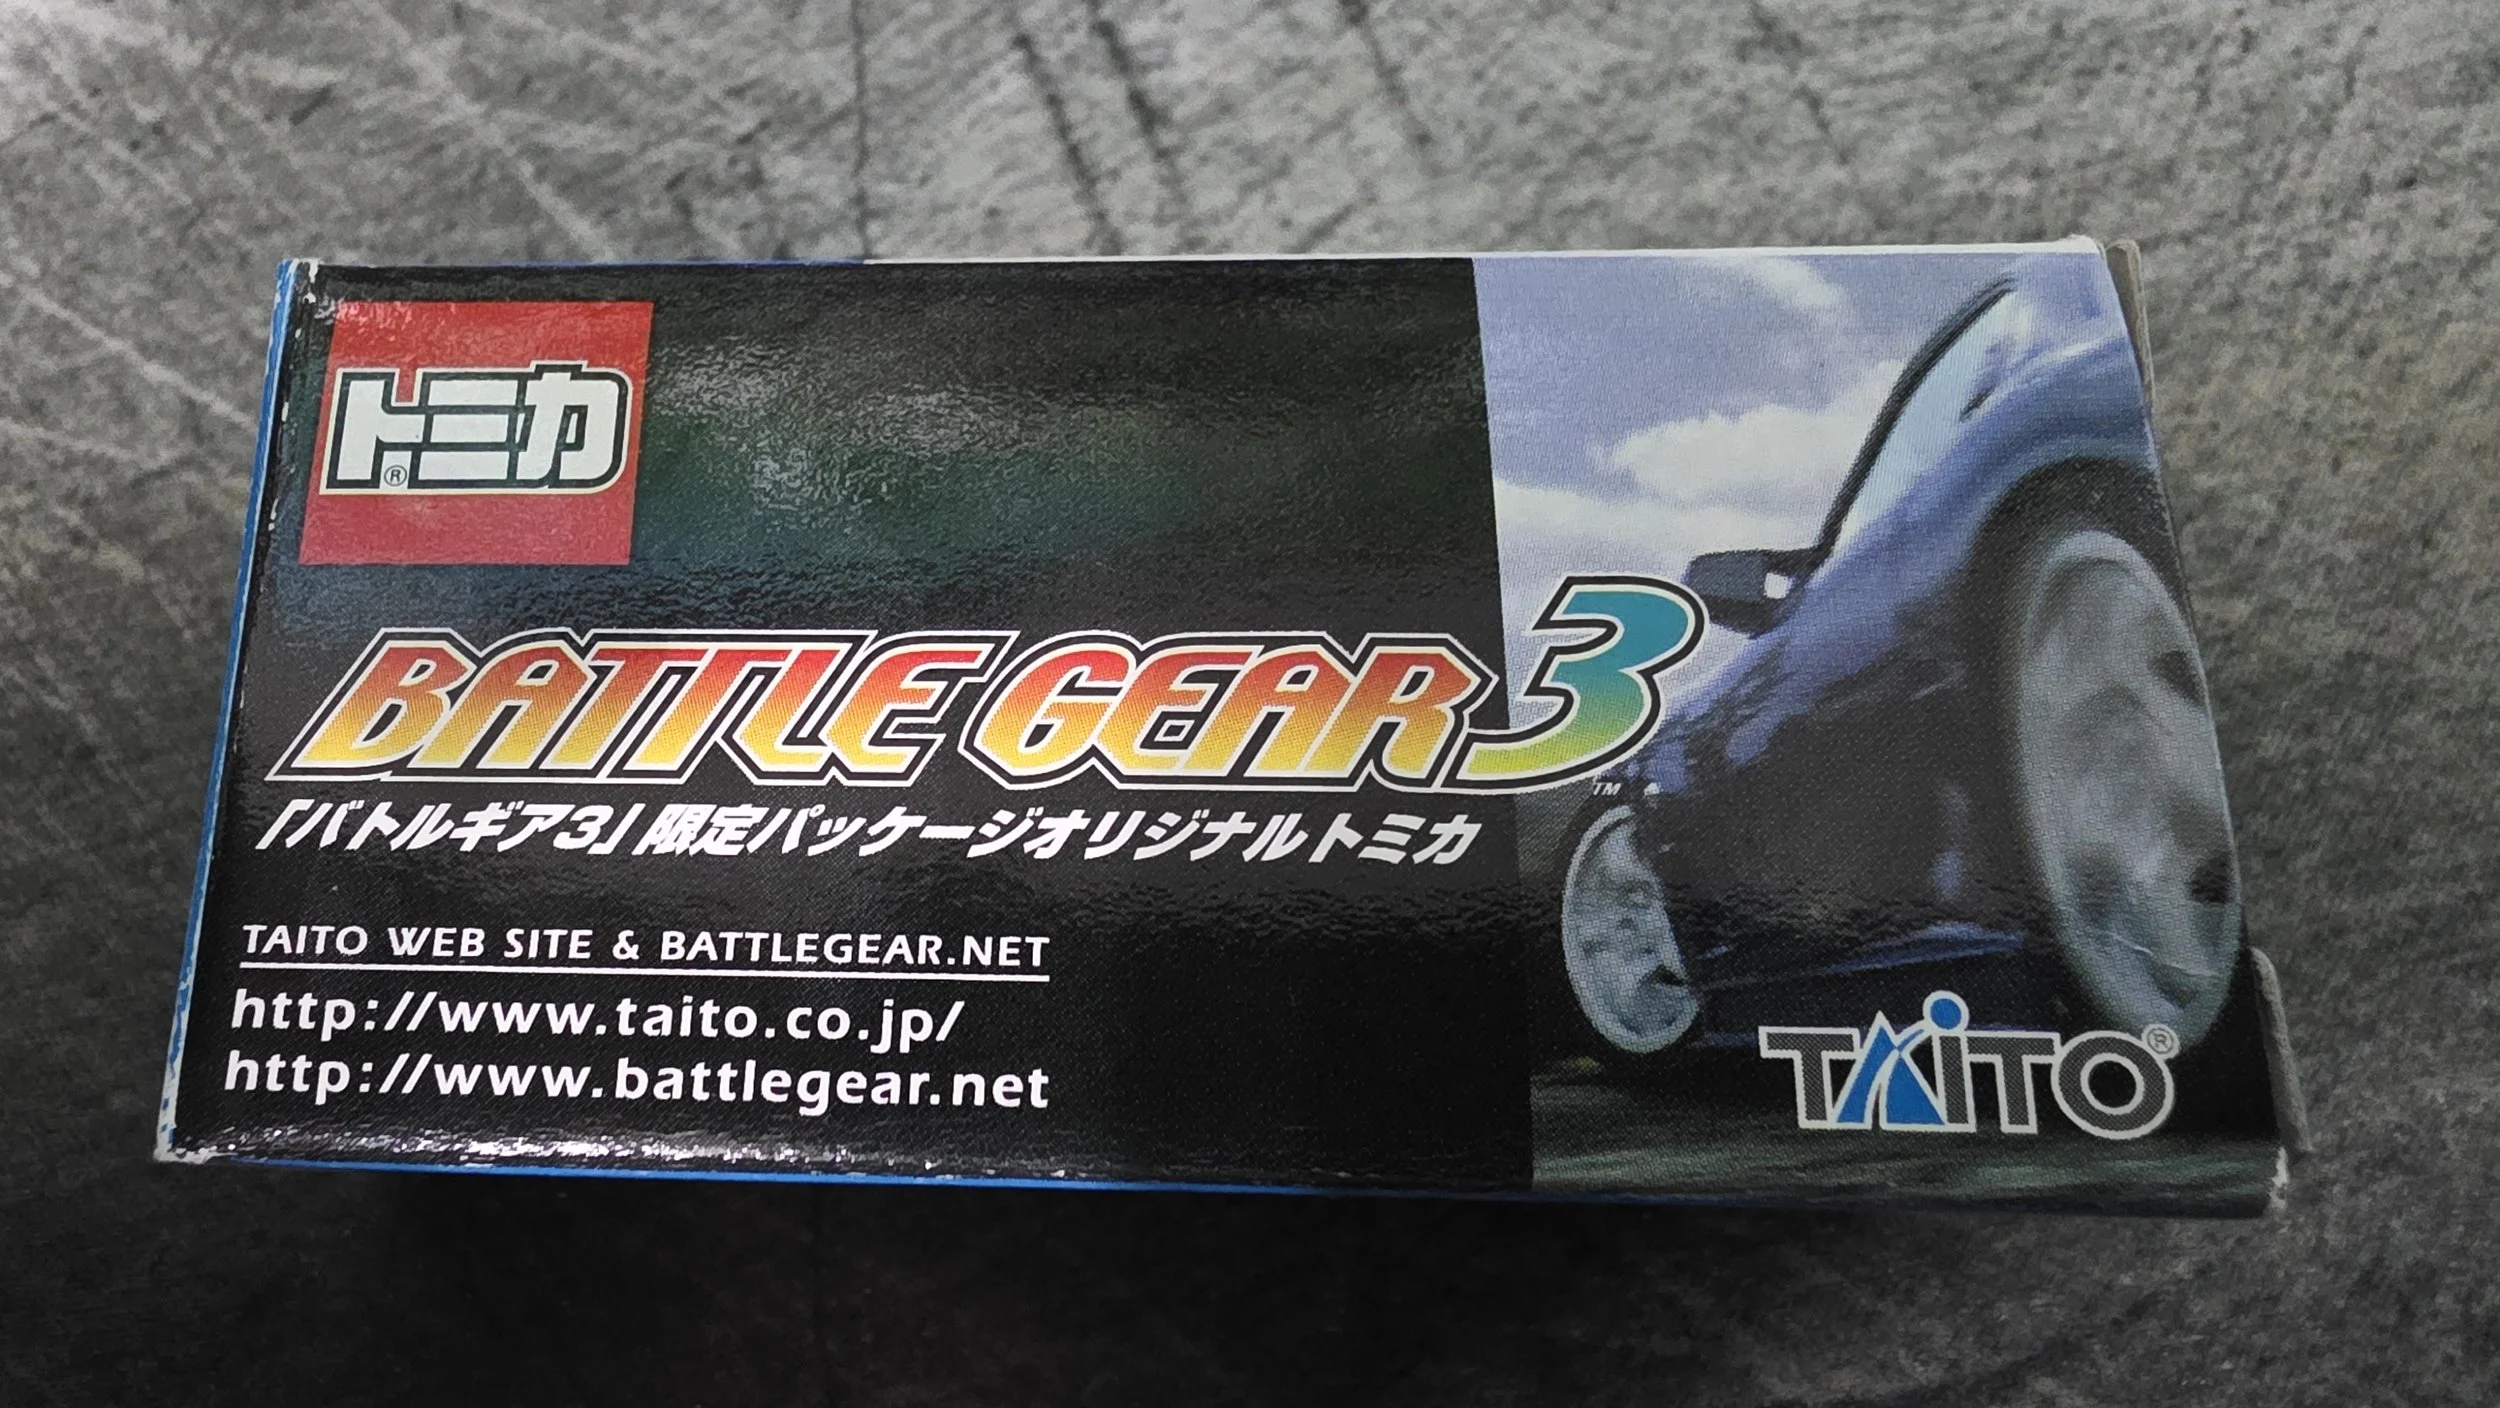 トミカ®
BATTLE GEAR 3™
「バトルギア3」限定パッケージオリジナルトミカ
TAITO WEB SITE & BATTLEGEAR.NET
http://www.taito.co.jp/
http://www.battlegear.net
TAiTO®